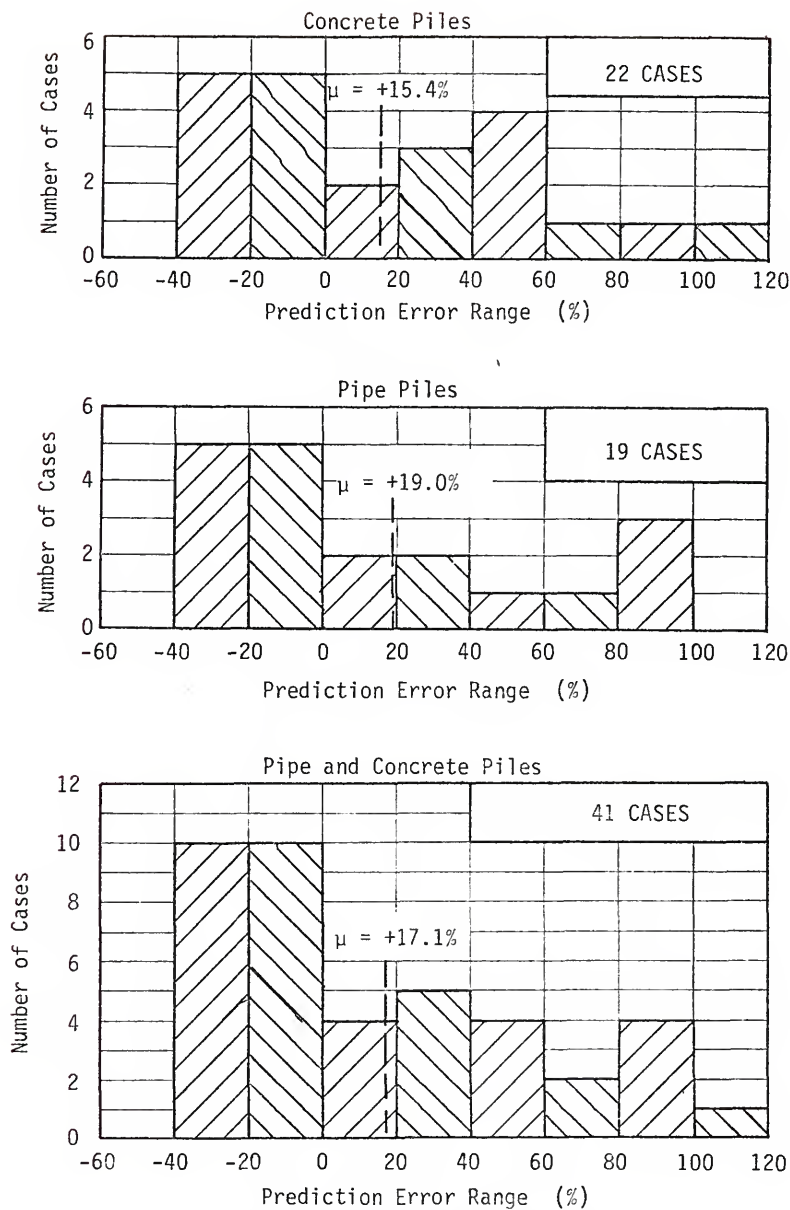 Concrete Piles
Number of Cases
6
4
2
0
22 CASES
μ = +15.4%
-60 -40 -20 0 20 40 60 80 100 120
Prediction Error Range (%)
Pipe Piles
Number of Cases
6
4
2
0
19 CASES
μ = +19.0%
-60 -40 -20 0 20 40 60 80 100 120
Prediction Error Range (%)
Pipe and Concrete Piles
Number of Cases
12
10
8
6
4
2
0
41 CASES
μ = +17.1%
-60 -40 -20 0 20 40 60 80 100 120
Prediction Error Range (%)